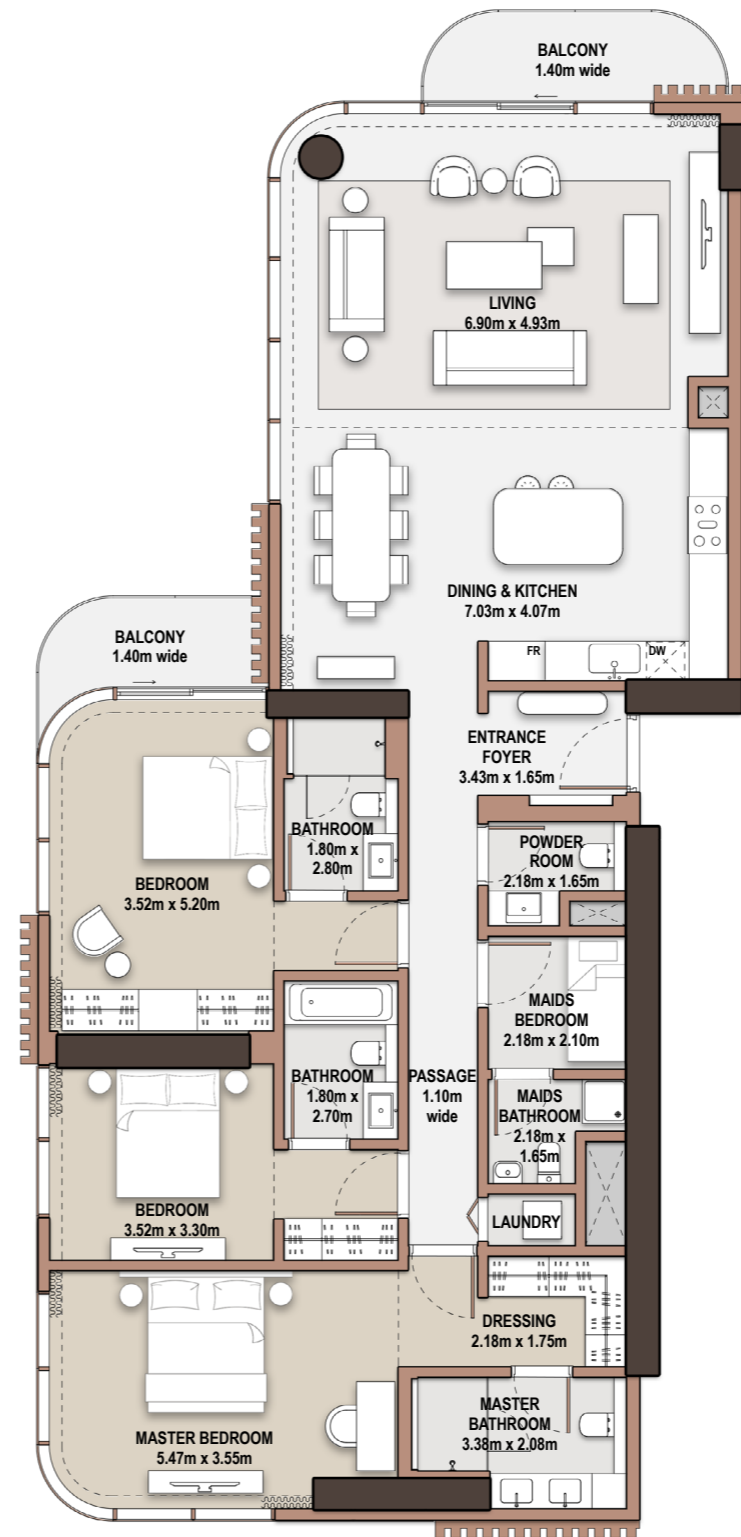 BALCONY
1.40m wide
LIVING
6.90m x 4.93m
DINING & KITCHEN
7.03m x 4.07m
FR
DW
BALCONY
1.40m wide
ENTRANCE
FOYER
3.43m x 1.65m
BATHROOM
1.80m x
2.80m
POWDER
ROOM
2.18m x 1.65m
BEDROOM
3.52m x 5.20m
MAIDS
BEDROOM
2.18m x 2.10m
BATHROOM
1.80m x
2.70m
PASSAGE
1.10m
wide
MAIDS
BATHROOM
2.18m x
1.65m
BEDROOM
3.52m x 3.30m
LAUNDRY
DRESSING
2.18m x 1.75m
MASTER BEDROOM
5.47m x 3.55m
MASTER
BATHROOM
3.38m x 2.08m